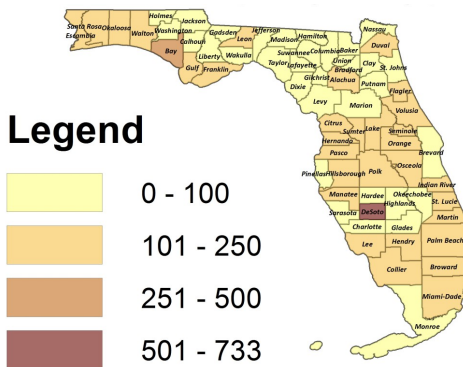 Holmes
Jackson
Santa Rosa
Okaloosa
Walton
Washington
Escambia
Bay
Calhoun
Gadsden
Leon
Jefferson
Madison
Hamilton
Liberty
Wakulla
Gulf
Franklin
Taylor
Suwannee
Lafayette
Columbia
Baker
Nassau
Duval
Union
Bradford
Clay
St. Johns
Gilchrist
Alachua
Putnam
Dixie
Flagler
Levy
Marion
Volusia
Citrus
Sumter
Lake
Seminole
Hernando
Orange
Pasco
Brevard
Legend
Polk
Osceola
Pinellas
Hillsborough
Indian River
0 - 100
Manatee
Hardee
Okeechobee
Highlands
St. Lucie
Sarasota
DeSoto
Martin
Charlotte
Glades
101 - 250
Lee
Hendry
Palm Beach
Collier
Broward
251 - 500
Miami-Dade
Monroe
501 - 733